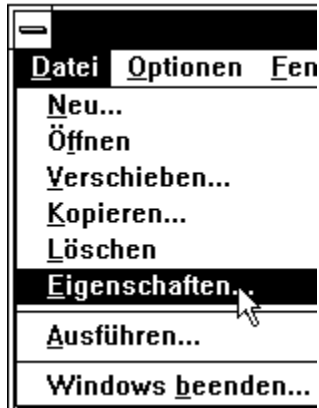 Datei Optionen Fen
Neu...
Öffnen
Verschieben...
Kopieren...
Löschen
Eigenschaften...
Ausführen...
Windows beenden...